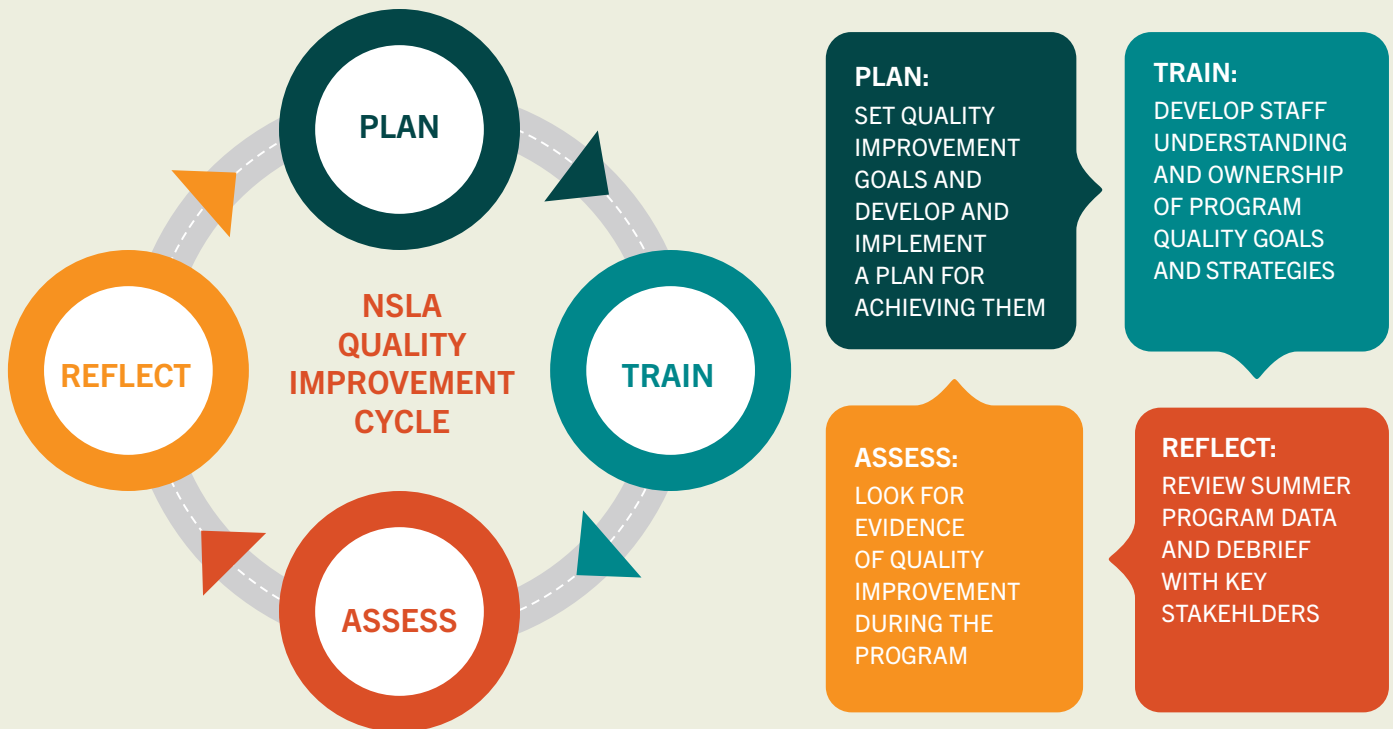 PLAN
NSLA
QUALITY
IMPROVEMENT
CYCLE
REFLECT
TRAIN
ASSESS
PLAN:
SET QUALITY
IMPROVEMENT
GOALS AND
DEVELOP AND
IMPLEMENT
A PLAN FOR
ACHIEVING THEM
TRAIN:
DEVELOP STAFF
UNDERSTANDING
AND OWNERSHIP
OF PROGRAM
QUALITY GOALS
AND STRATEGIES
ASSESS:
LOOK FOR
EVIDENCE
OF QUALITY
IMPROVEMENT
DURING THE
PROGRAM
REFLECT:
REVIEW SUMMER
PROGRAM DATA
AND DEBRIEF
WITH KEY
STAKEHLDERS